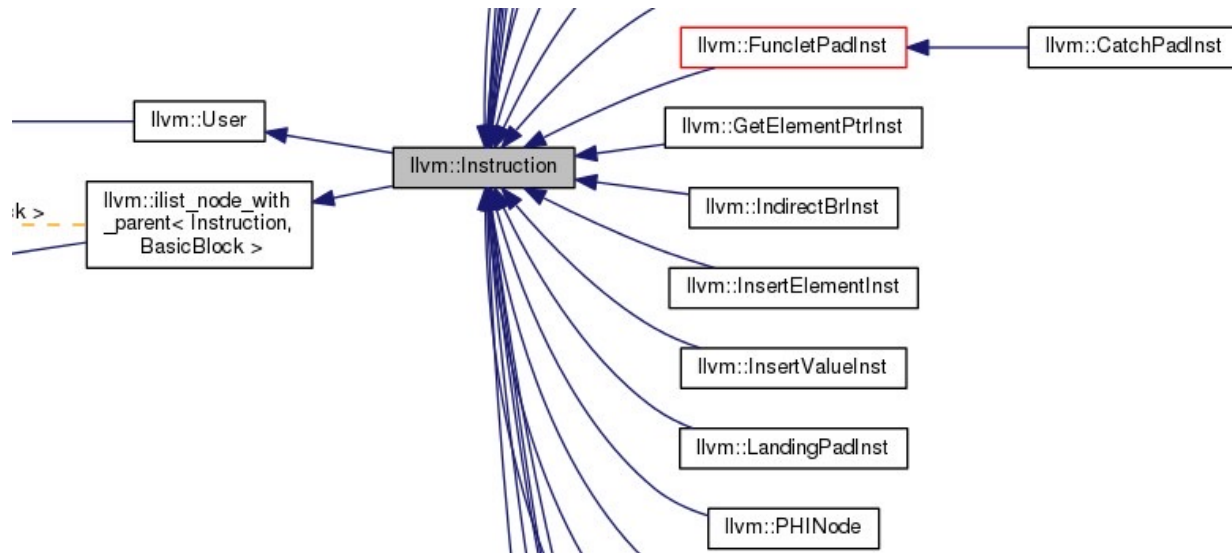 llvm::FuncletPadInst
llvm::CatchPadInst
llvm::User
llvm::GetElementPtrInst
llvm::Instruction
llvm::ilist_node_with
_parent< Instruction,
BasicBlock >
llvm::IndirectBrInst
ck >
llvm::InsertElementInst
llvm::InsertValueInst
llvm::LandingPadInst
llvm::PHINode